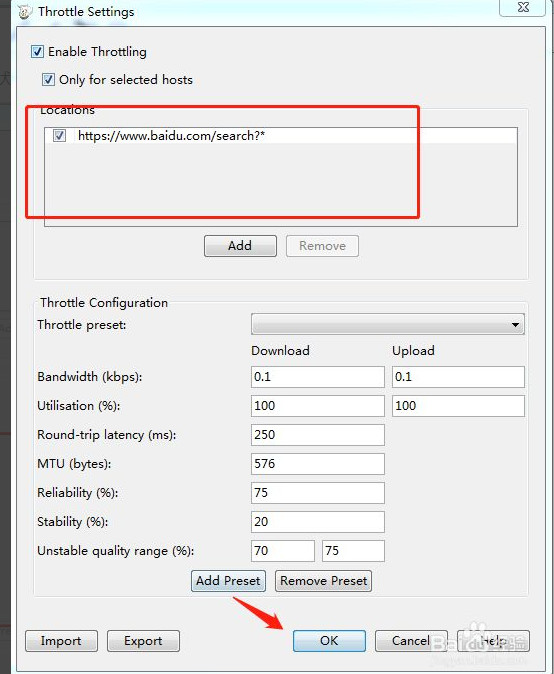 Throttle Settings
Enable Throttling
Only for selected hosts
Locations
https://www.baidu.com/search?*
Add Remove
Throttle Configuration
Throttle preset:
Download Upload
Bandwidth (kbps): 0.1 0.1
Utilisation (%): 100 100
Round-trip latency (ms): 250
MTU (bytes): 576
Reliability (%): 75
Stability (%): 20
Unstable quality range (%): 70 75
Add Preset Remove Preset
Import Export OK Cancel Help
Baidu 经验
jingyan.baidu.com